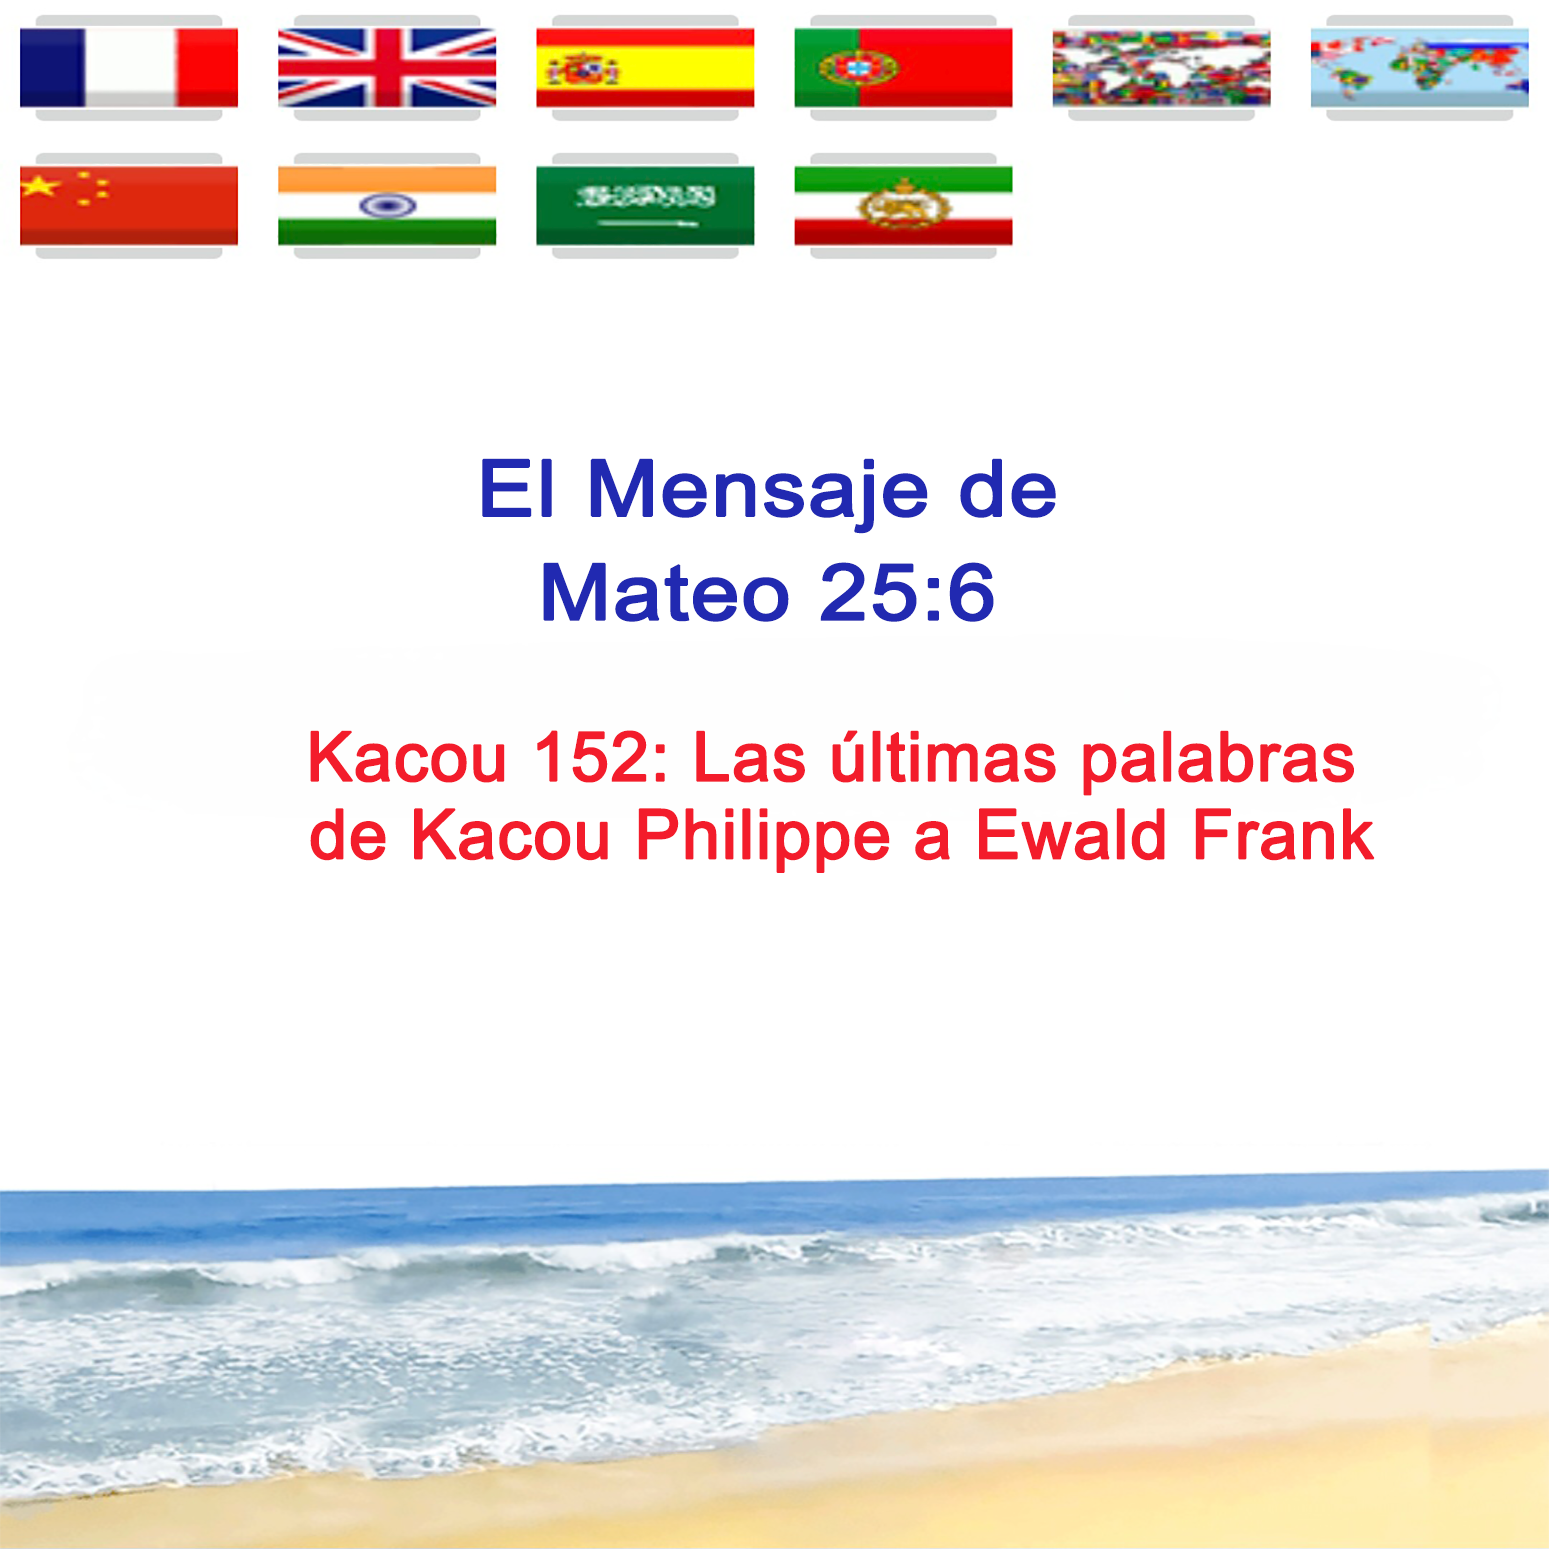 El Mensaje de
Mateo 25:6
Kacou 152: Las últimas palabras
de Kacou Philippe a Ewald Frank